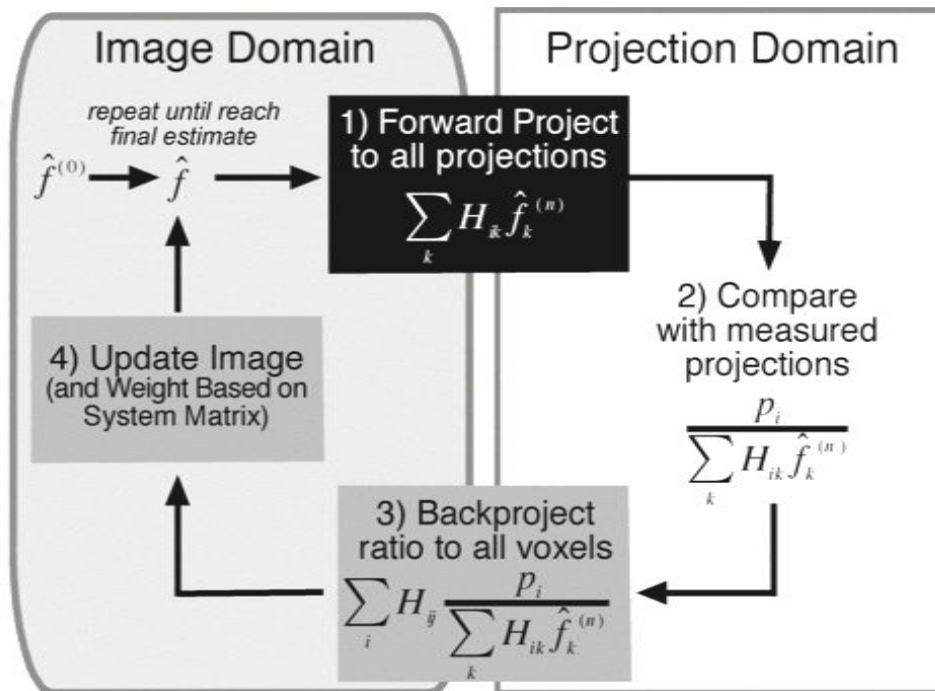 Image Domain
Projection Domain
repeat until reach
final estimate
f̂⁽⁰⁾ → f̂
1) Forward Project
to all projections
∑ₖ Hᵢₖ f̂ₖ⁽ⁿ⁾
2) Compare
with measured
projections
pᵢ / ∑ₖ Hᵢₖ f̂ₖ⁽ⁿ⁾
3) Backproject
ratio to all voxels
∑ᵢ Hᵢⱼ pᵢ / ∑ₖ Hᵢₖ f̂ₖ⁽ⁿ⁾
4) Update Image
(and Weight Based on
System Matrix)